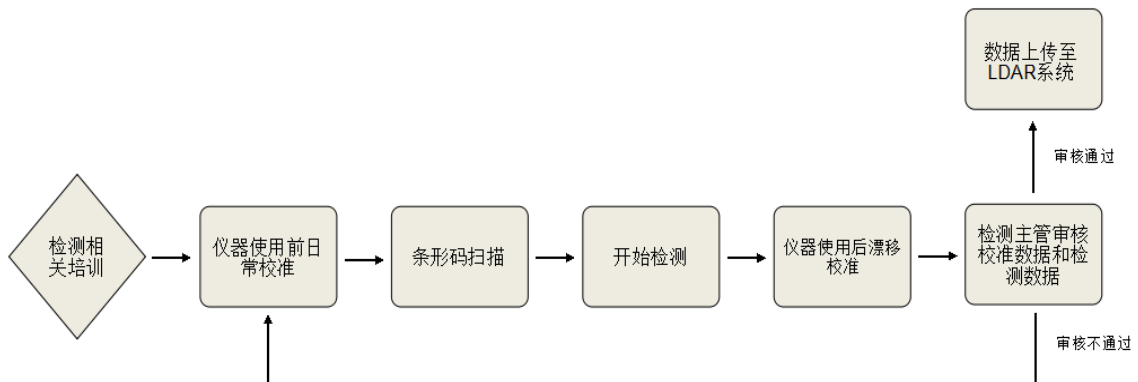 数据上传至
LDAR系统
审核通过
检测相
关培训
仪器使用前日
常校准
条形码扫描
开始检测
仪器使用后漂移
校准
检测主管审核
校准数据和检
测数据
审核不通过